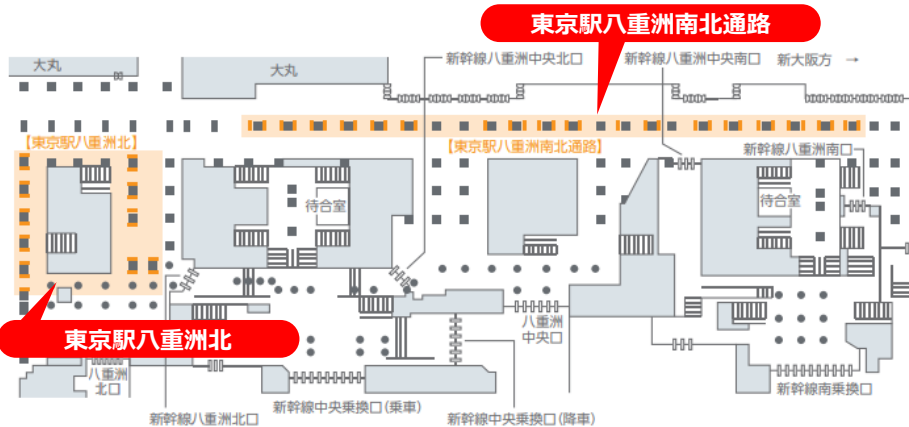 東京駅八重洲南北通路
大丸
大丸
新幹線八重洲中央北口
新幹線八重洲中央南口
新大阪方 →
【東京駅八重洲北】
【東京駅八重洲南北通路】
新幹線八重洲南口
待合室
待合室
東京駅八重洲北
八重洲
中央口
八重洲
北口
新幹線八重洲北口
新幹線中央乗換口(乗車)
新幹線中央乗換口(降車)
新幹線南乗換口